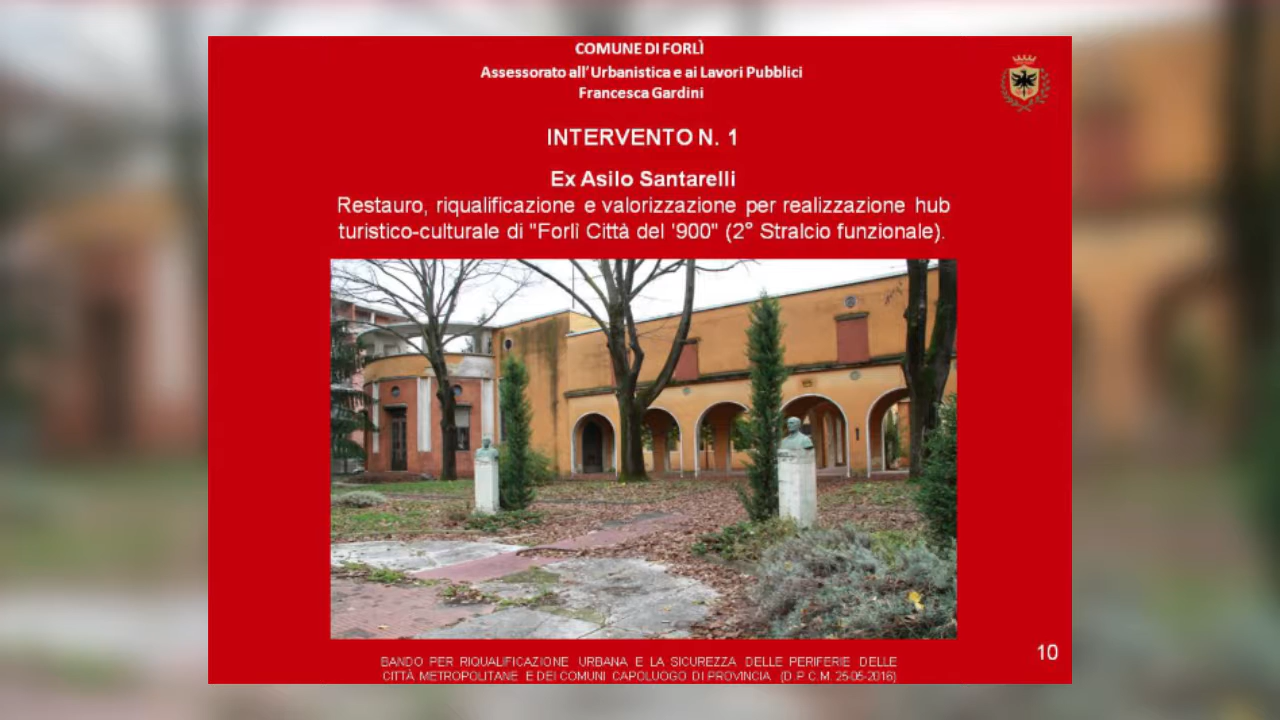 COMUNE DI FORLÌ
Assessorato all'Urbanistica e ai Lavori Pubblici
Francesca Gardini
INTERVENTO N. 1
Ex Asilo Santarelli
Restauro, riqualificazione e valorizzazione per realizzazione hub
turistico-culturale di "Forlì Città del '900" (2° Stralcio funzionale).
BANDO PER RIQUALIFICAZIONE URBANA E LA SICUREZZA DELLE PERIFERIE DELLE
CITTÀ METROPOLITANE E DEI COMUNI CAPOLUOGO DI PROVINCIA (D.P.C.M. 25-05-2016)
10